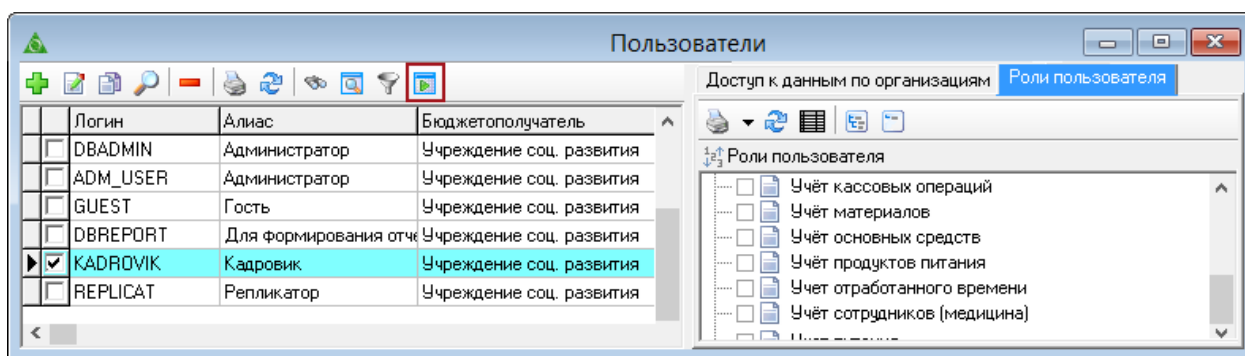 Пользователи
Доступ к данным по организациям Роли пользователя
Логин Алиас Бюджетополучатель
DBADMIN Администратор Учреждение соц. развития
ADM_USER Администратор Учреждение соц. развития
GUEST Гость Учреждение соц. развития
DBREPORT Для формирования отче Учреждение соц. развития
KADROVIK Кадровик Учреждение соц. развития
REPLICAT Репликатор Учреждение соц. развития
Роли пользователя
Учёт кассовых операций
Учёт материалов
Учёт основных средств
Учёт продуктов питания
Учет отработанного времени
Учёт сотрудников (медицина)